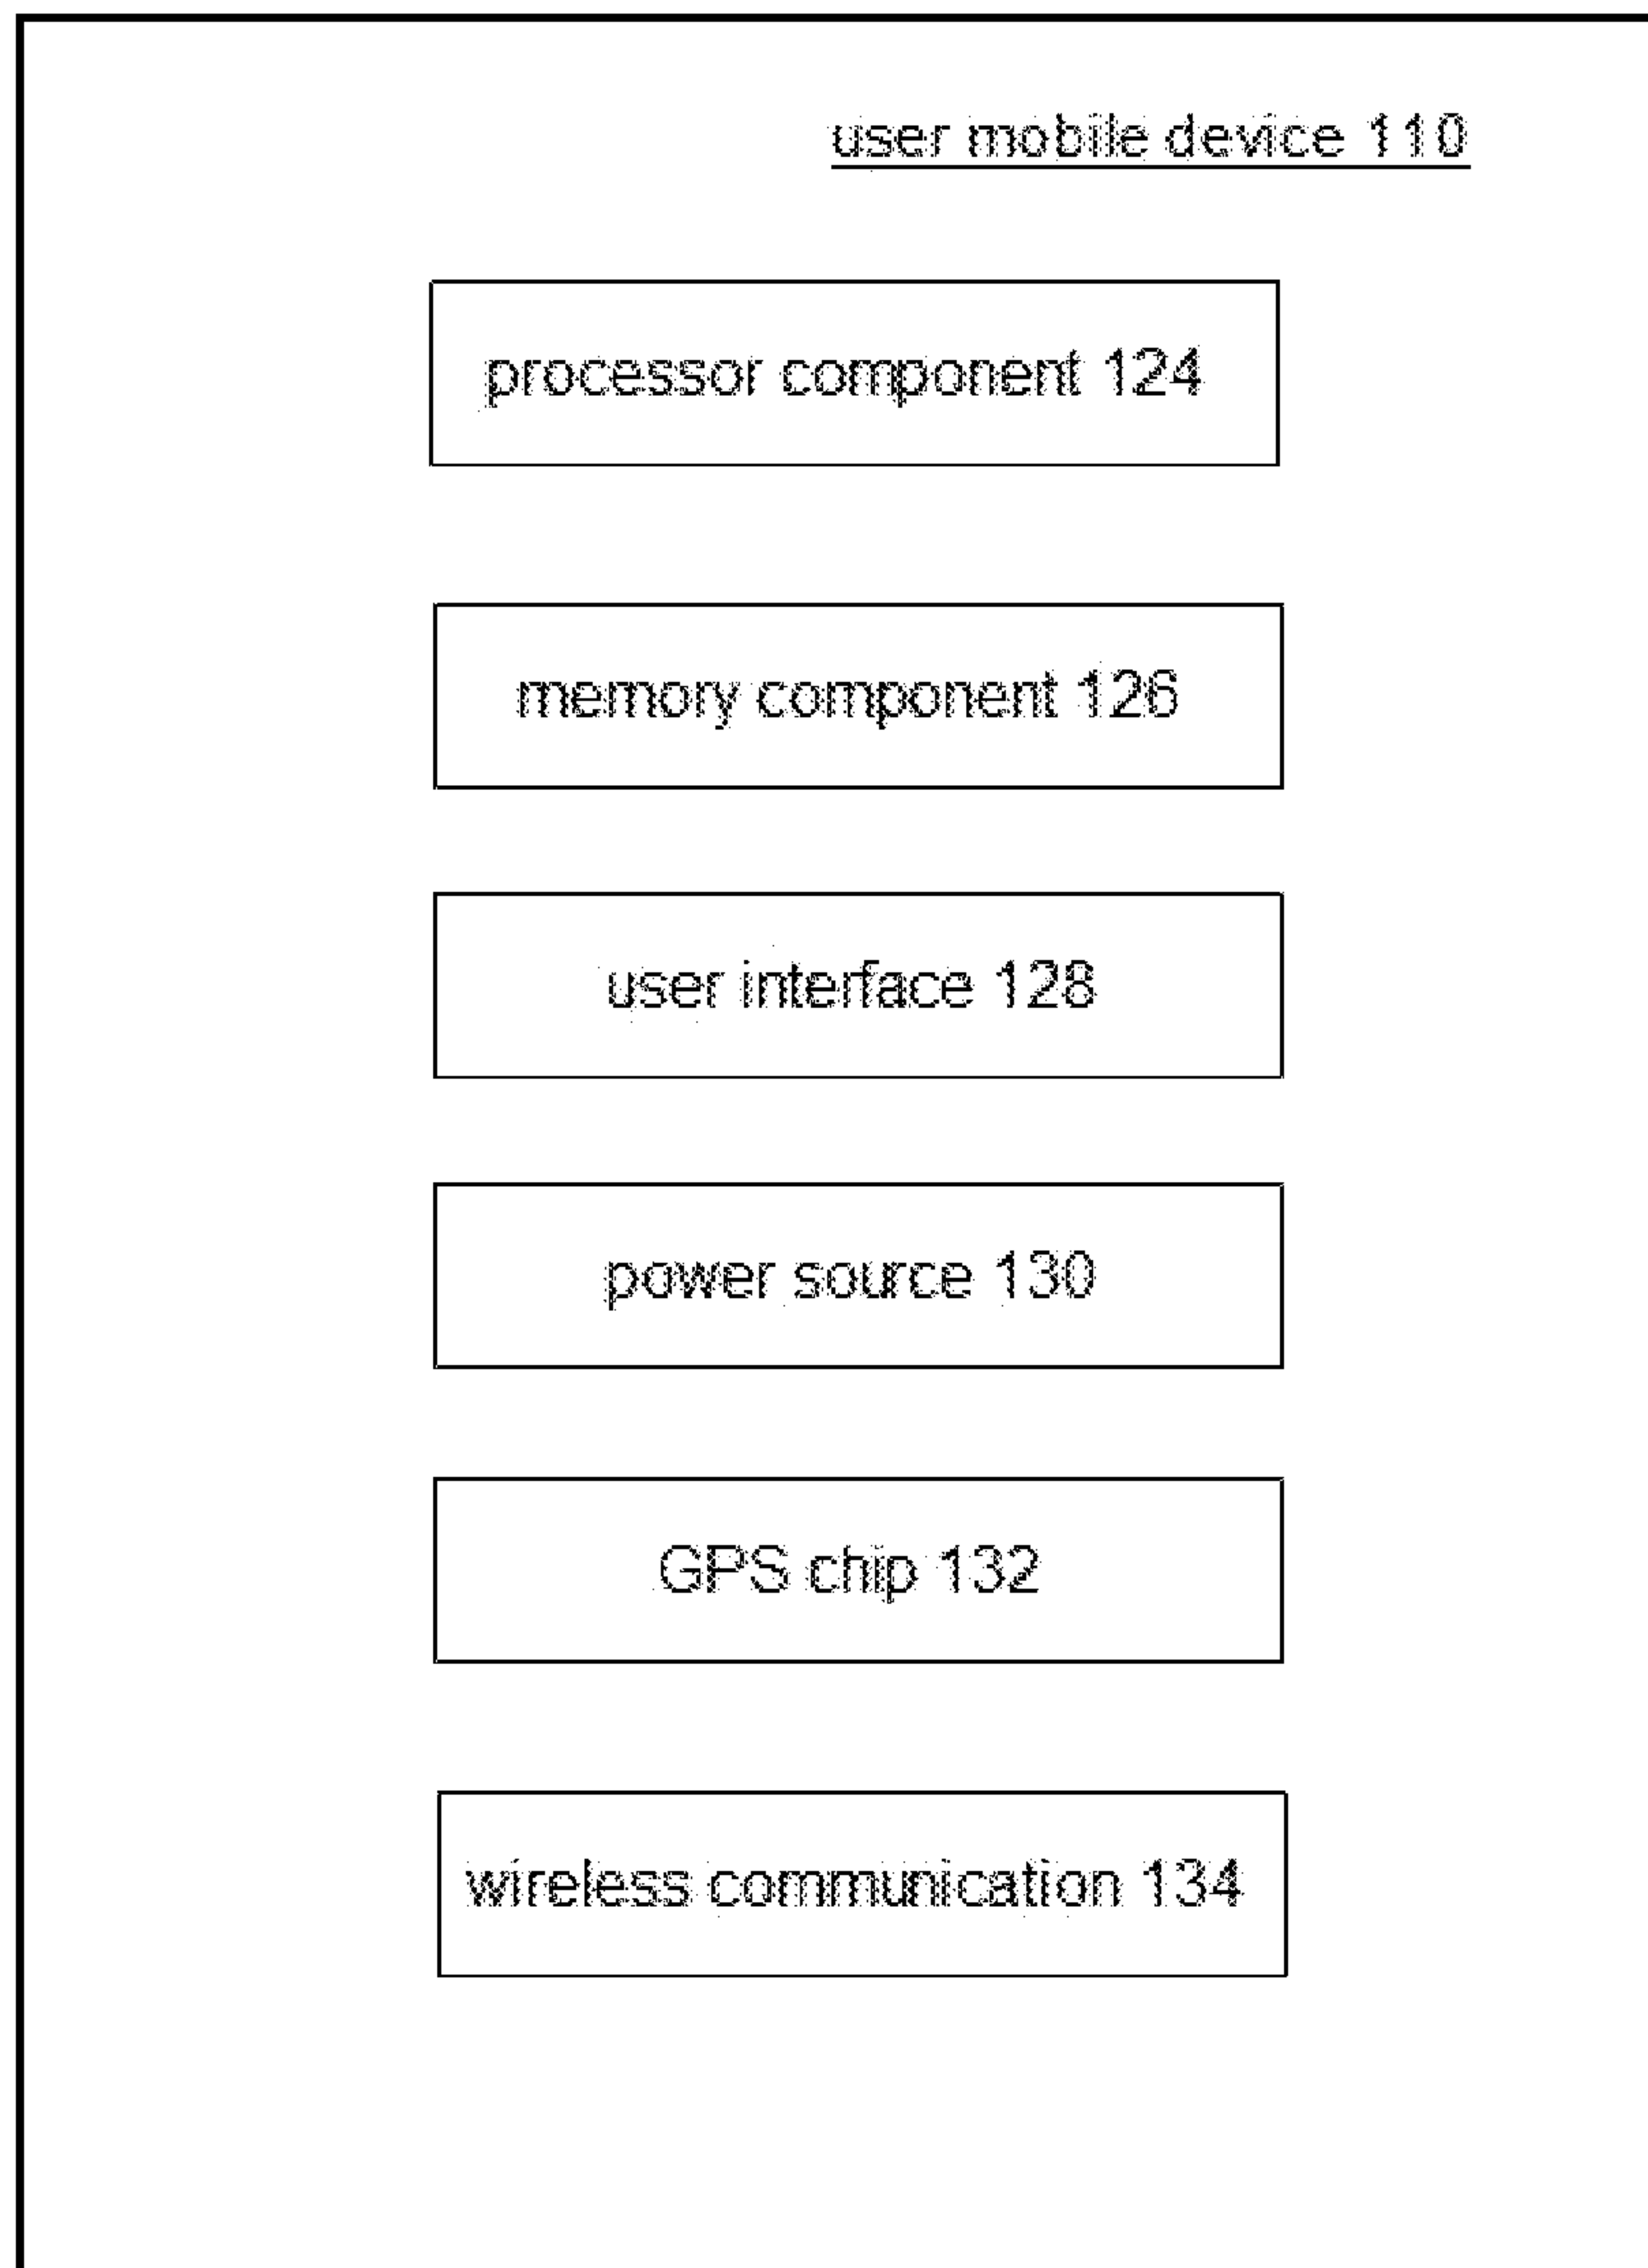 user mobile device 110
processor component 124
memory component 126
user interface 128
power source 130
GPS chip 132
wireless communication 134